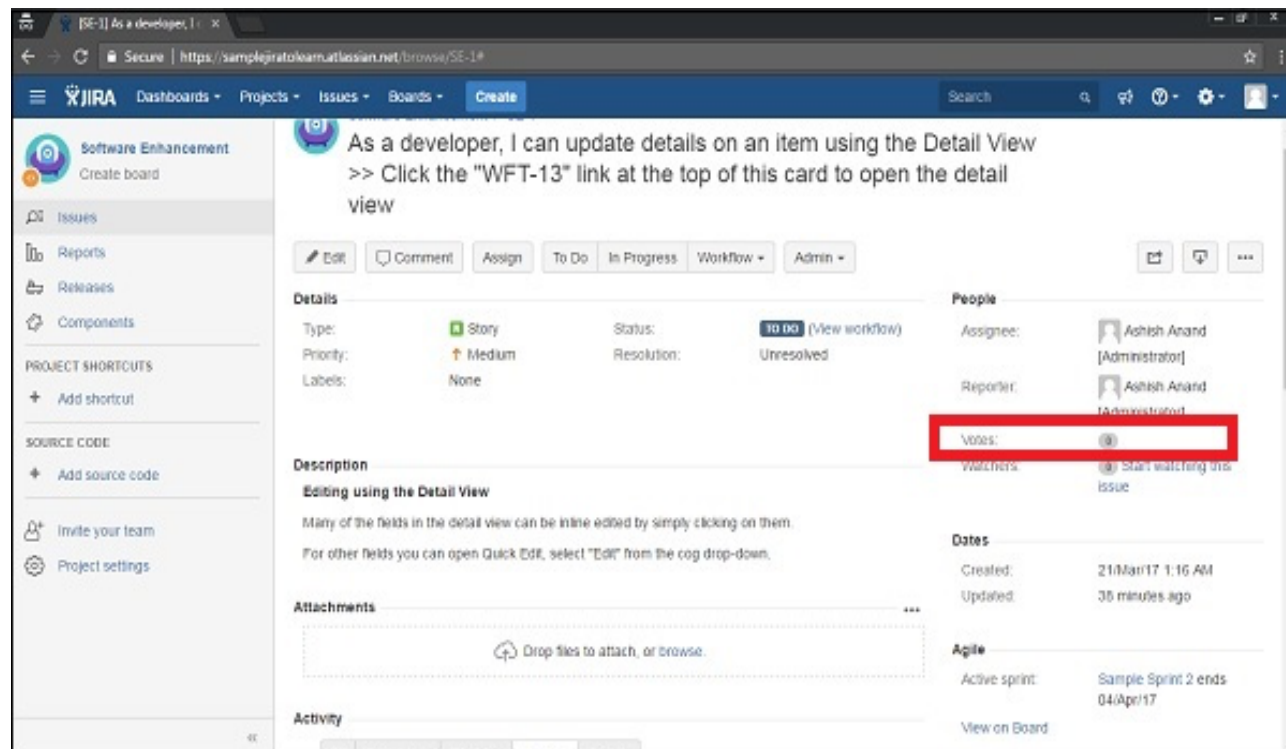 [SE-1] As a developer, I c
Secure | https://samplejiratolearn.atlassian.net/browse/SE-1#
JIRA Dashboards Projects Issues Boards Create Search
Software Enhancement
Create board
Issues
Reports
Releases
Components
PROJECT SHORTCUTS
+ Add shortcut
SOURCE CODE
+ Add source code
Invite your team
Project settings
As a developer, I can update details on an item using the Detail View
>> Click the "WFT-13" link at the top of this card to open the detail
view
Edit Comment Assign To Do In Progress Workflow Admin
Details
Type: Story Status: TO DO (View workflow)
Priority: Medium Resolution: Unresolved
Labels: None
Description
Editing using the Detail View
Many of the fields in the detail view can be inline edited by simply clicking on them.
For other fields you can open Quick Edit, select "Edit" from the cog drop-down.
Attachments
Drop files to attach, or browse.
Activity
People
Assignee: Ashish Anand
[Administrator]
Reporter: Ashish Anand
[Administrator]
Votes: 0
Watchers: 0 Start watching this
issue
Dates
Created: 21/Mar/17 1:16 AM
Updated: 38 minutes ago
Agile
Active sprint: Sample Sprint 2 ends
04/Apr/17
View on Board